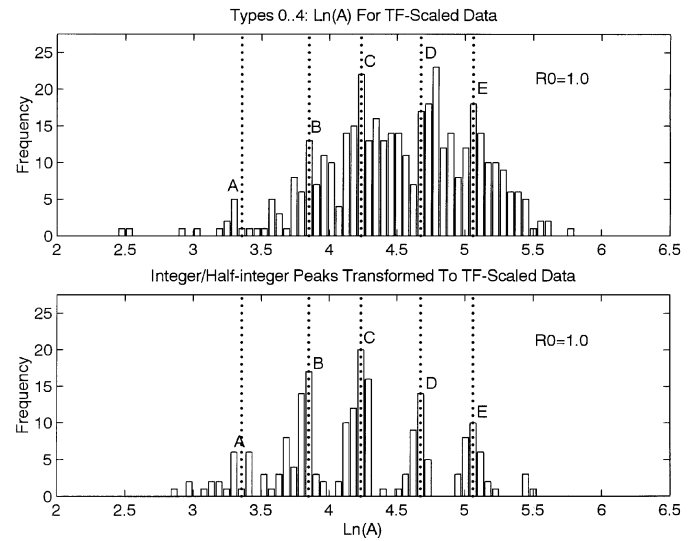 Types 0..4: Ln(A) For TF-Scaled Data
25
20
15
10
5
0
Frequency
A
B
C
D
E
R0=1.0
2 2.5 3 3.5 4 4.5 5 5.5 6 6.5
Integer/Half-integer Peaks Transformed To TF-Scaled Data
25
20
15
10
5
0
Frequency
A
B
C
D
E
R0=1.0
2 2.5 3 3.5 4 4.5 5 5.5 6 6.5
Ln(A)